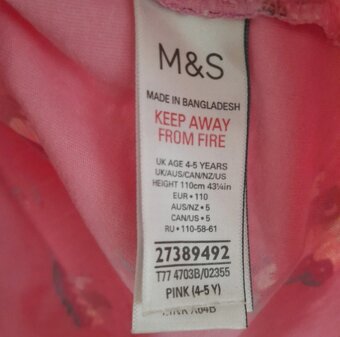 M&S
MADE IN BANGLADESH
KEEP AWAY
FROM FIRE
UK AGE 4-5 YEARS
UK/AUS/CAN/NZ/US
HEIGHT 110cm 43¼in
EUR • 110
AUS/NZ • 5
CAN/US • 5
RU • 110-58-61
27389492
T77 4703B/02355
PINK (4-5 Y)